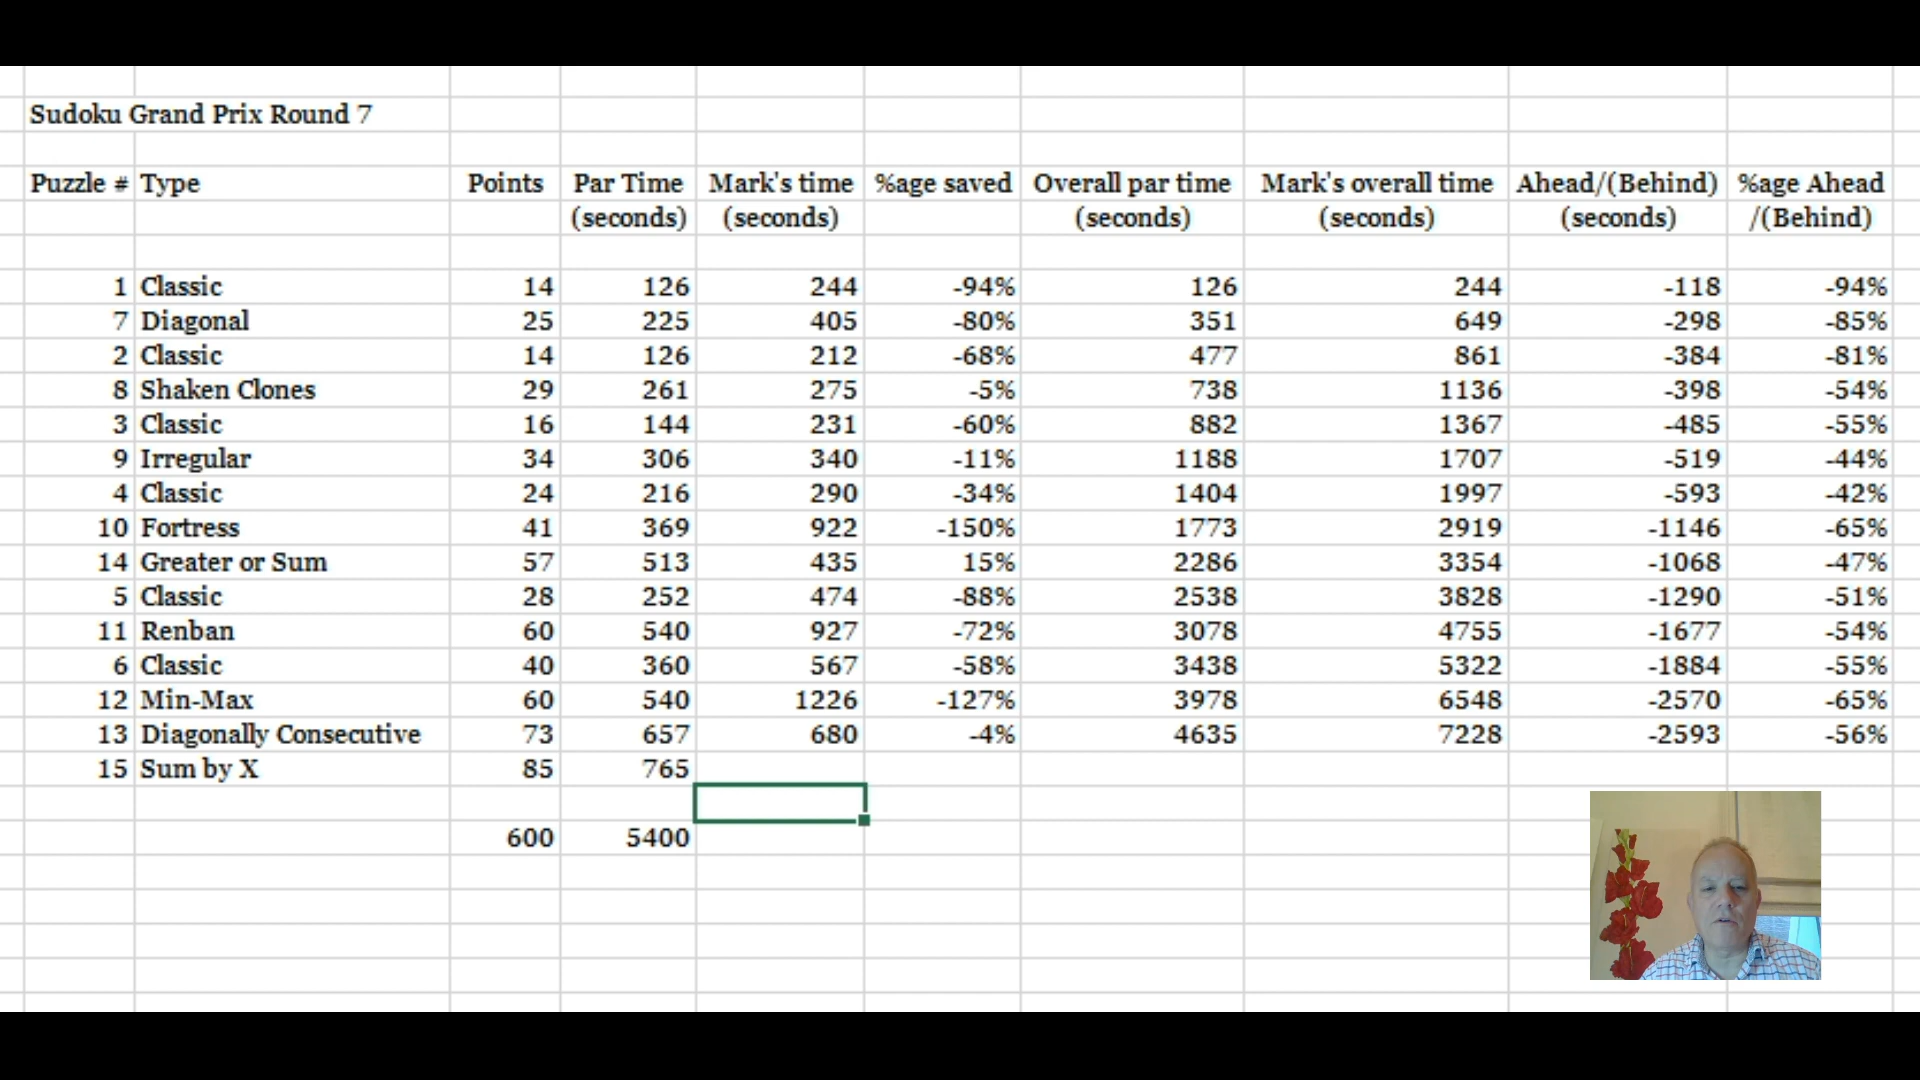 Sudoku Grand Prix Round 7
Puzzle # Type Points Par Time Mark's time %age saved Overall par time Mark's overall time Ahead/(Behind) %age Ahead
(seconds) (seconds) (seconds) (seconds) (seconds) /(Behind)
1 Classic 14 126 244 -94% 126 244 -118 -94%
7 Diagonal 25 225 405 -80% 351 649 -298 -85%
2 Classic 14 126 212 -68% 477 861 -384 -81%
8 Shaken Clones 29 261 275 -5% 738 1136 -398 -54%
3 Classic 16 144 231 -60% 882 1367 -485 -55%
9 Irregular 34 306 340 -11% 1188 1707 -519 -44%
4 Classic 24 216 290 -34% 1404 1997 -593 -42%
10 Fortress 41 369 922 -150% 1773 2919 -1146 -65%
14 Greater or Sum 57 513 435 15% 2286 3354 -1068 -47%
5 Classic 28 252 474 -88% 2538 3828 -1290 -51%
11 Renban 60 540 927 -72% 3078 4755 -1677 -54%
6 Classic 40 360 567 -58% 3438 5322 -1884 -55%
12 Min-Max 60 540 1226 -127% 3978 6548 -2570 -65%
13 Diagonally Consecutive 73 657 680 -4% 4635 7228 -2593 -56%
15 Sum by X 85 765
600 5400